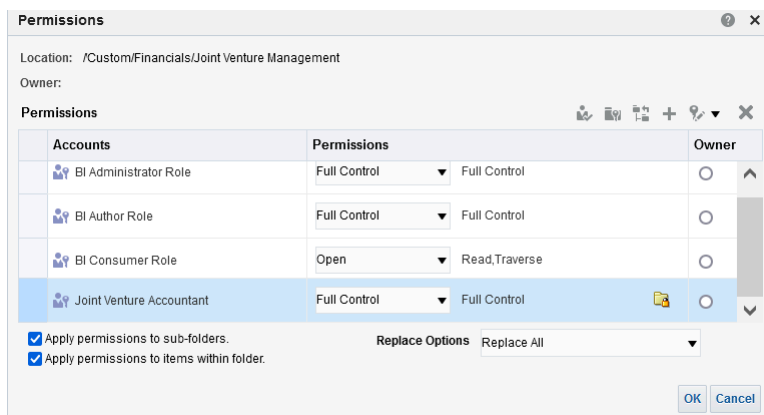 Permissions
Location: /Custom/Financials/Joint Venture Management
Owner:
Permissions
Accounts Permissions Owner
BI Administrator Role Full Control Full Control
BI Author Role Full Control Full Control
BI Consumer Role Open Read,Traverse
Joint Venture Accountant Full Control Full Control
Apply permissions to sub-folders. Replace Options Replace All
Apply permissions to items within folder.
OK Cancel